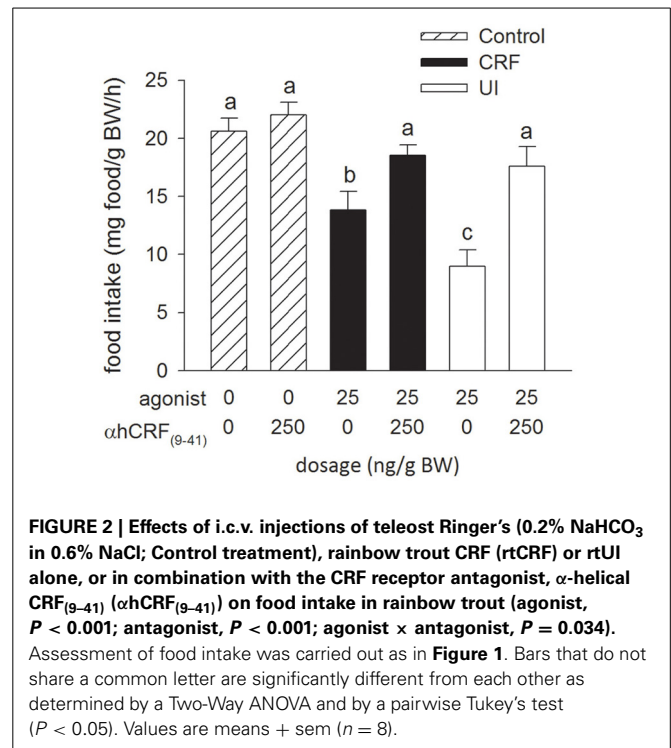 Control
CRF
UI
food intake (mg food/g BW/h)
25
20
15
10
5
0
a
a
b
a
c
a
agonist 0 0 25 25 25 25
αhCRF(9-41) 0 250 0 250 0 250
dosage (ng/g BW)
FIGURE 2 | Effects of i.c.v. injections of teleost Ringer's (0.2% NaHCO3
in 0.6% NaCl; Control treatment), rainbow trout CRF (rtCRF) or rtUI
alone, or in combination with the CRF receptor antagonist, α-helical
CRF(9–41) (αhCRF(9–41)) on food intake in rainbow trout (agonist,
P < 0.001; antagonist, P < 0.001; agonist × antagonist, P = 0.034).
Assessment of food intake was carried out as in Figure 1. Bars that do not
share a common letter are significantly different from each other as
determined by a Two-Way ANOVA and by a pairwise Tukey's test
(P < 0.05). Values are means + sem (n = 8).